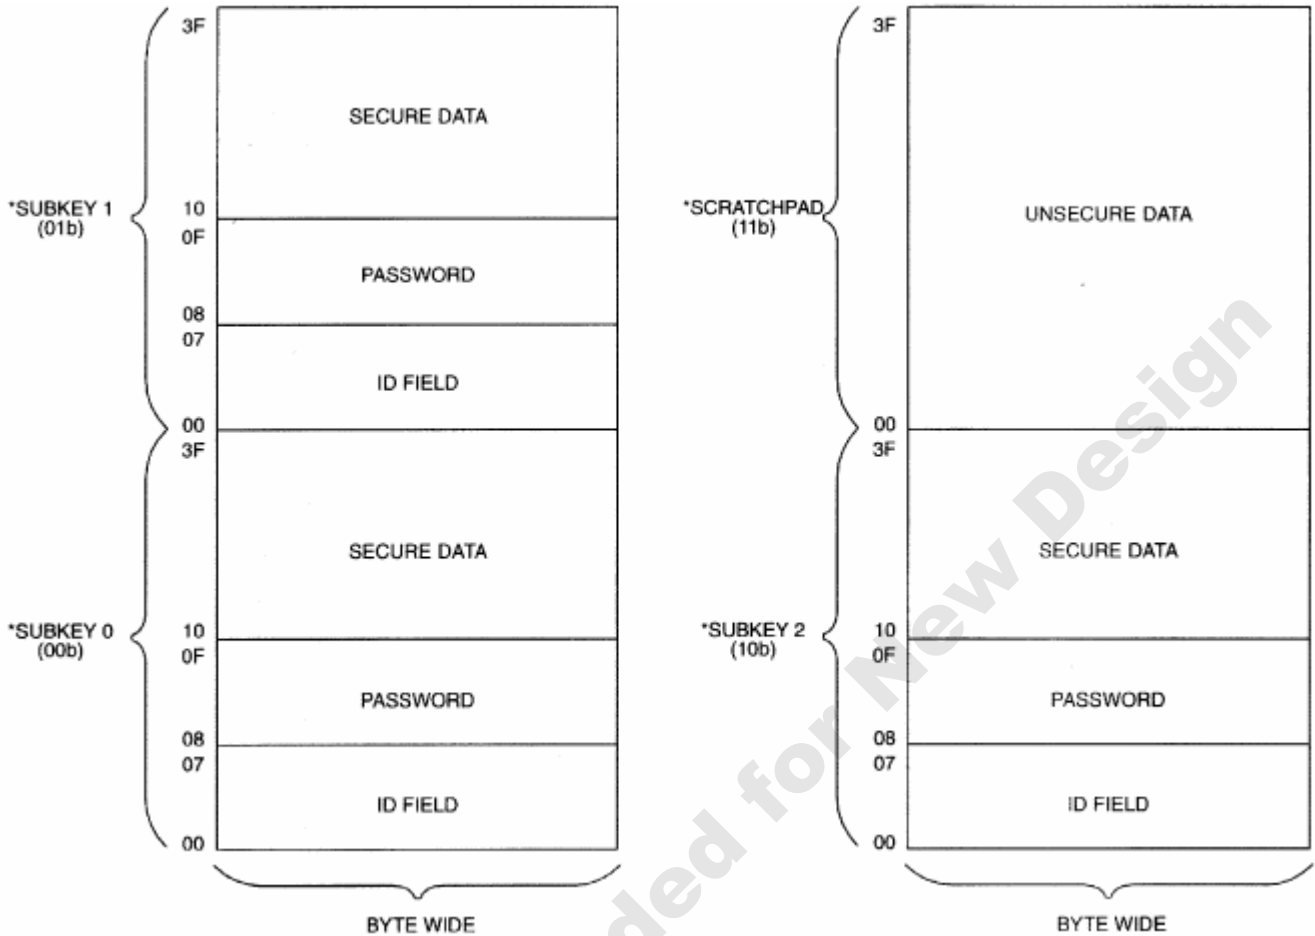 3F
SECURE DATA
*SUBKEY 1
(01b)
10
0F
PASSWORD
08
07
ID FIELD
00
3F
SECURE DATA
*SUBKEY 0
(00b)
10
0F
PASSWORD
08
07
ID FIELD
00
BYTE WIDE
3F
*SCRATCHPAD
(11b)
UNSECURE DATA
00
3F
SECURE DATA
*SUBKEY 2
(10b)
10
0F
PASSWORD
08
07
ID FIELD
00
BYTE WIDE
ded for New Design